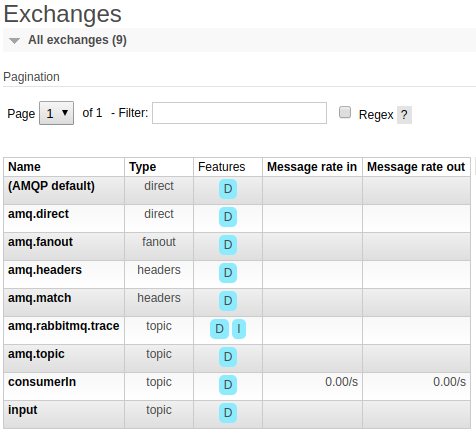 Exchanges
All exchanges (9)
Pagination
Page 1 of 1 - Filter: Regex ?
Name Type Features Message rate in Message rate out
(AMQP default) direct D
amq.direct direct D
amq.fanout fanout D
amq.headers headers D
amq.match headers D
amq.rabbitmq.trace topic D I
amq.topic topic D
consumerIn topic D 0.00/s 0.00/s
input topic D